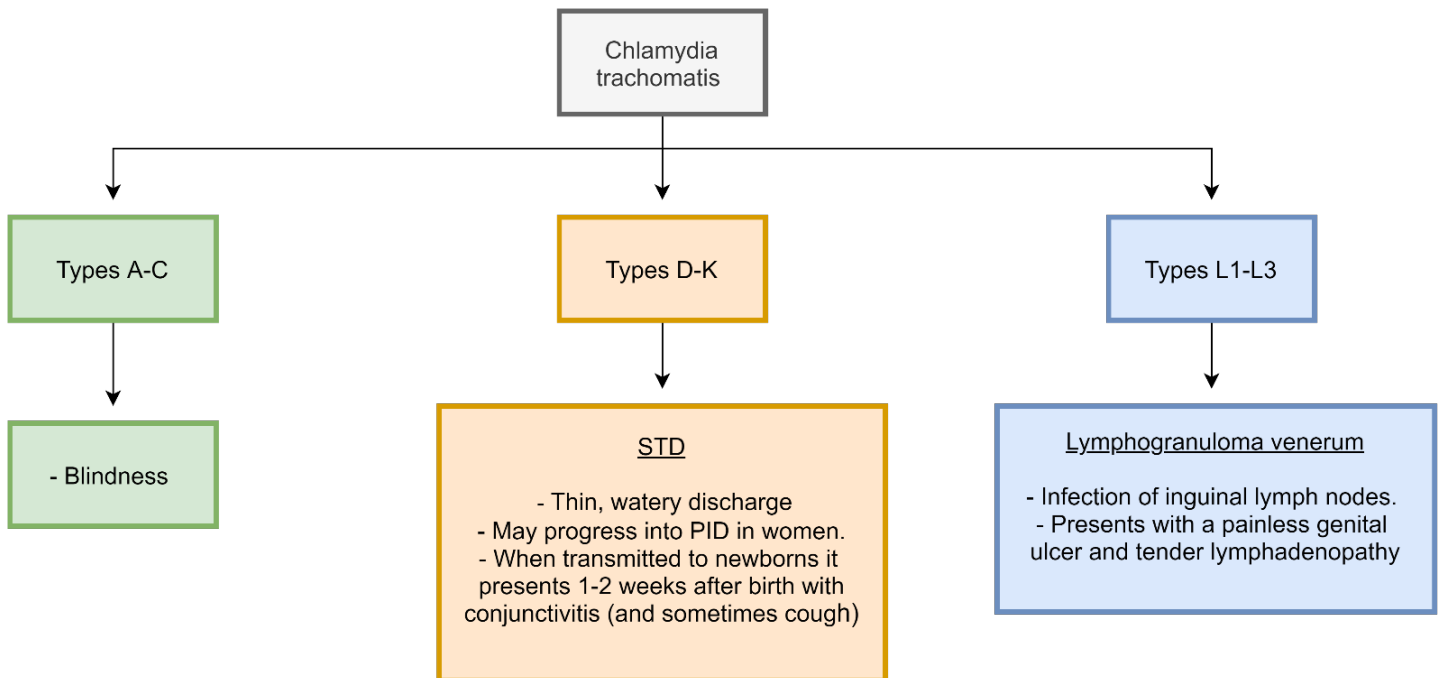 Chlamydia
trachomatis
Types A-C
Types D-K
Types L1-L3
- Blindness
STD
- Thin, watery discharge
- May progress into PID in women.
- When transmitted to newborns it
presents 1-2 weeks after birth with
conjunctivitis (and sometimes cough)
Lymphogranuloma venerum
- Infection of inguinal lymph nodes.
- Presents with a painless genital
ulcer and tender lymphadenopathy